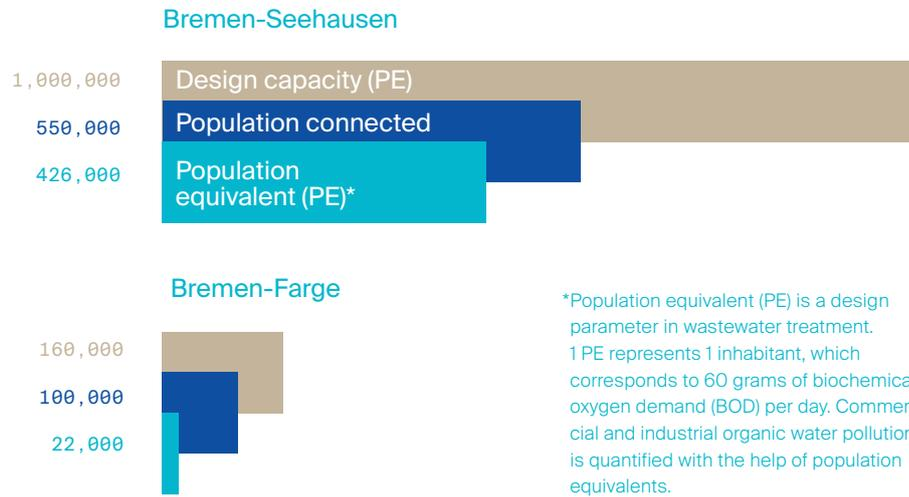 Bremen-Seehausen
1,000,000
Design capacity (PE)
550,000
Population connected
426,000
Population
equivalent (PE)*
Bremen-Farge
160,000
100,000
22,000
*Population equivalent (PE) is a design
parameter in wastewater treatment.
1 PE represents 1 inhabitant, which
corresponds to 60 grams of biochemica
oxygen demand (BOD) per day. Commer
cial and industrial organic water pollution
is quantified with the help of population
equivalents.